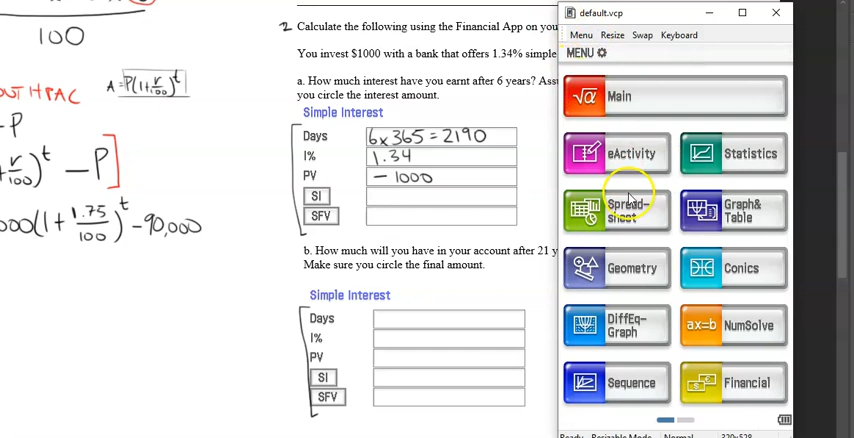 100
OUT HPAC A = P(1+r/100)^t
- P
r/100)^t - P]
000(1 + 1.75/100)^t - 90,000
2 Calculate the following using the Financial App on you
You invest $1000 with a bank that offers 1.34% simple
a. How much interest have you earnt after 6 years? Ass
you circle the interest amount.
Simple Interest
Days 6x365 = 2190
I% 1.34
PV - 1000
SI
SFV
b. How much will you have in your account after 21 y
Make sure you circle the final amount.
Simple Interest
Days
I%
PV
SI
SFV
default.vcp
Menu Resize Swap Keyboard
MENU
√α Main
eActivity Statistics
Spread-
sheet
Graph&
Table
Geometry Conics
DiffEq-
Graph
ax=b NumSolve
Sequence Financial
Ready Resizable Mode Normal 320x528